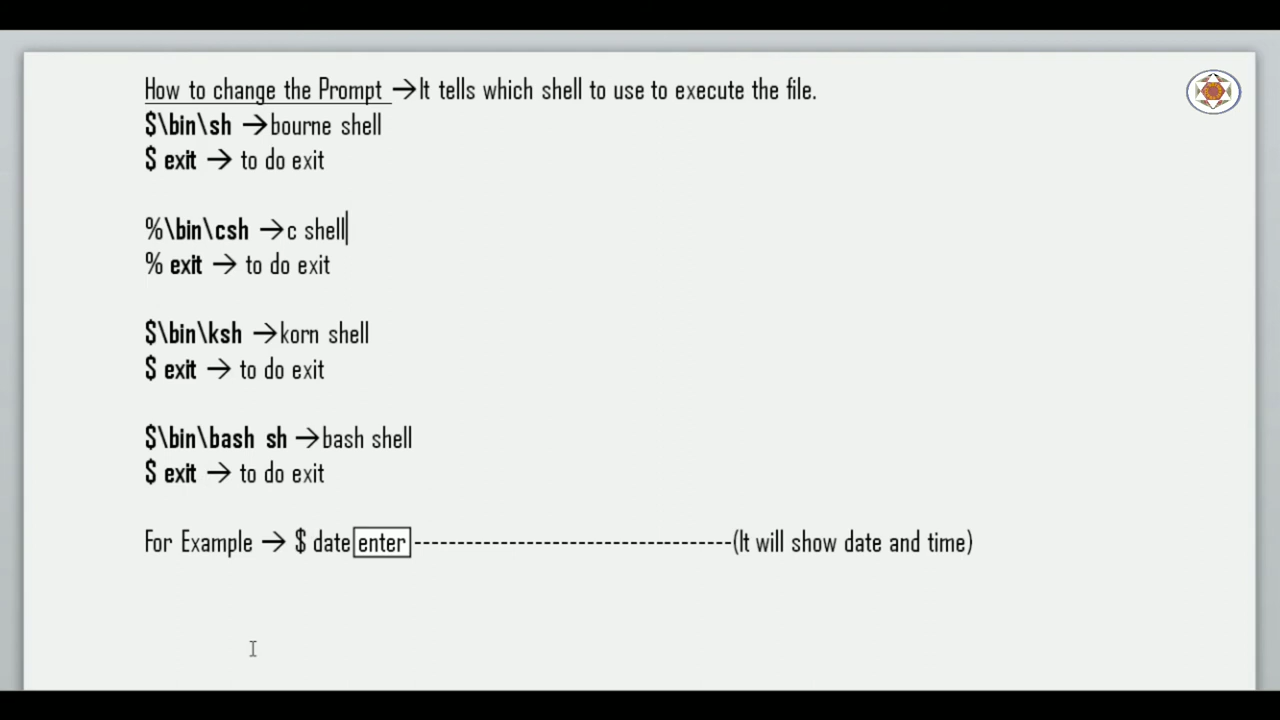 How to change the Prompt →It tells which shell to use to execute the file.
$\bin\sh →bourne shell
$ exit → to do exit
%\bin\csh →c shell
% exit → to do exit
$\bin\ksh →korn shell
$ exit → to do exit
$\bin\bash sh →bash shell
$ exit → to do exit
For Example → $ date enter ----------------------------------(It will show date and time)